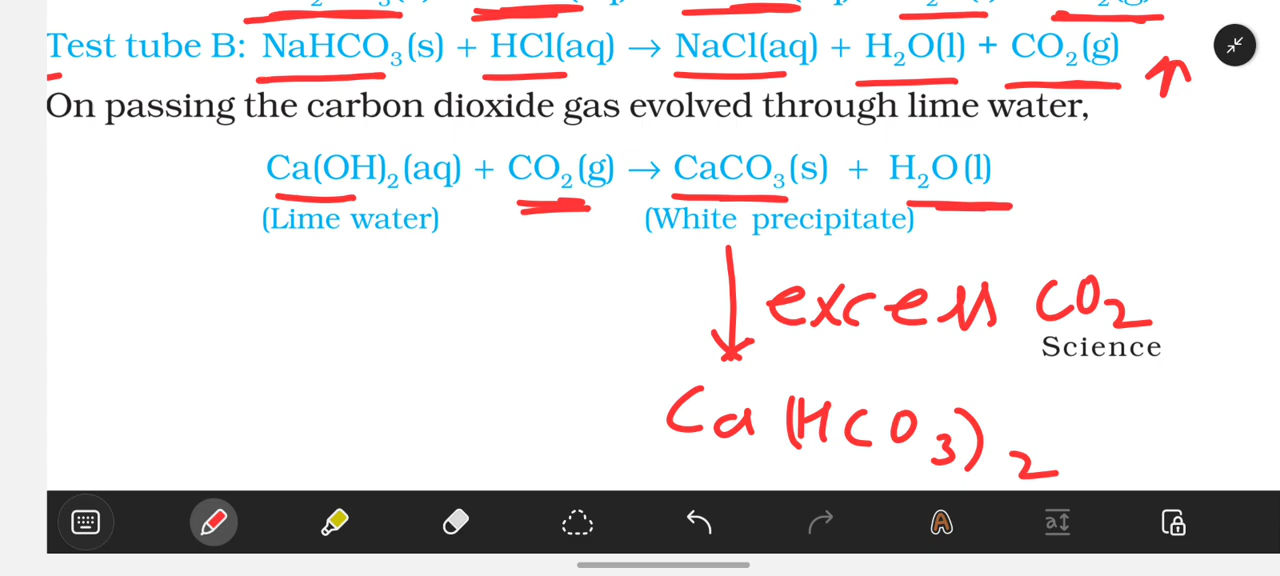 Test tube B: NaHCO₃(s) + HCl(aq) → NaCl(aq) + H₂O(l) + CO₂(g) ↑
On passing the carbon dioxide gas evolved through lime water,
Ca(OH)₂(aq) + CO₂(g) → CaCO₃(s) + H₂O(l)
(Lime water) (White precipitate)
↓ excess CO₂
Science
Ca(HCO₃)₂
A
a